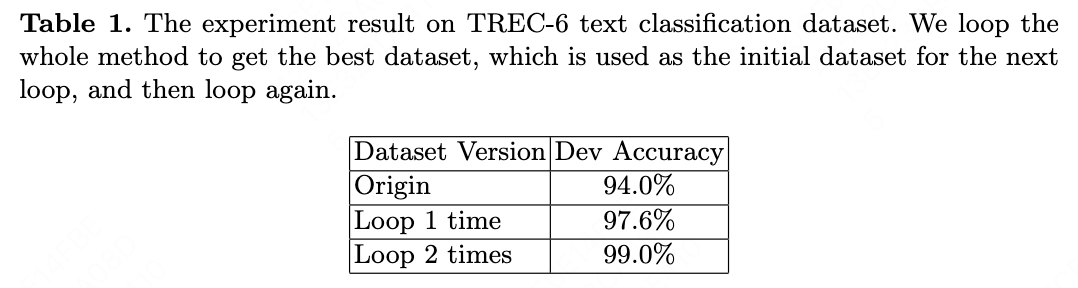 Table 1. The experiment result on TREC-6 text classification dataset. We loop the
whole method to get the best dataset, which is used as the initial dataset for the next
loop, and then loop again.
Dataset Version Dev Accuracy
Origin 94.0%
Loop 1 time 97.6%
Loop 2 times 99.0%